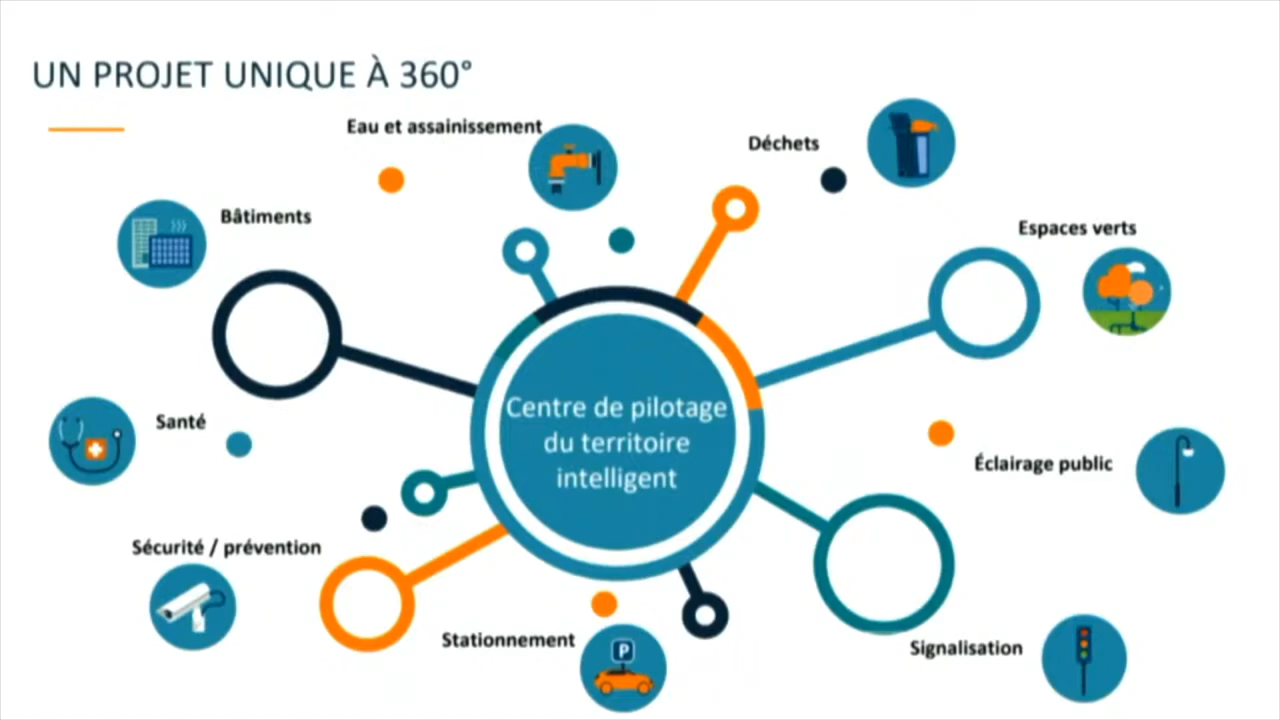 UN PROJET UNIQUE À 360°
Eau et assainissement
Déchets
Bâtiments
Espaces verts
Centre de pilotage
du territoire
intelligent
Santé
Éclairage public
Sécurité / prévention
Stationnement
P
Signalisation